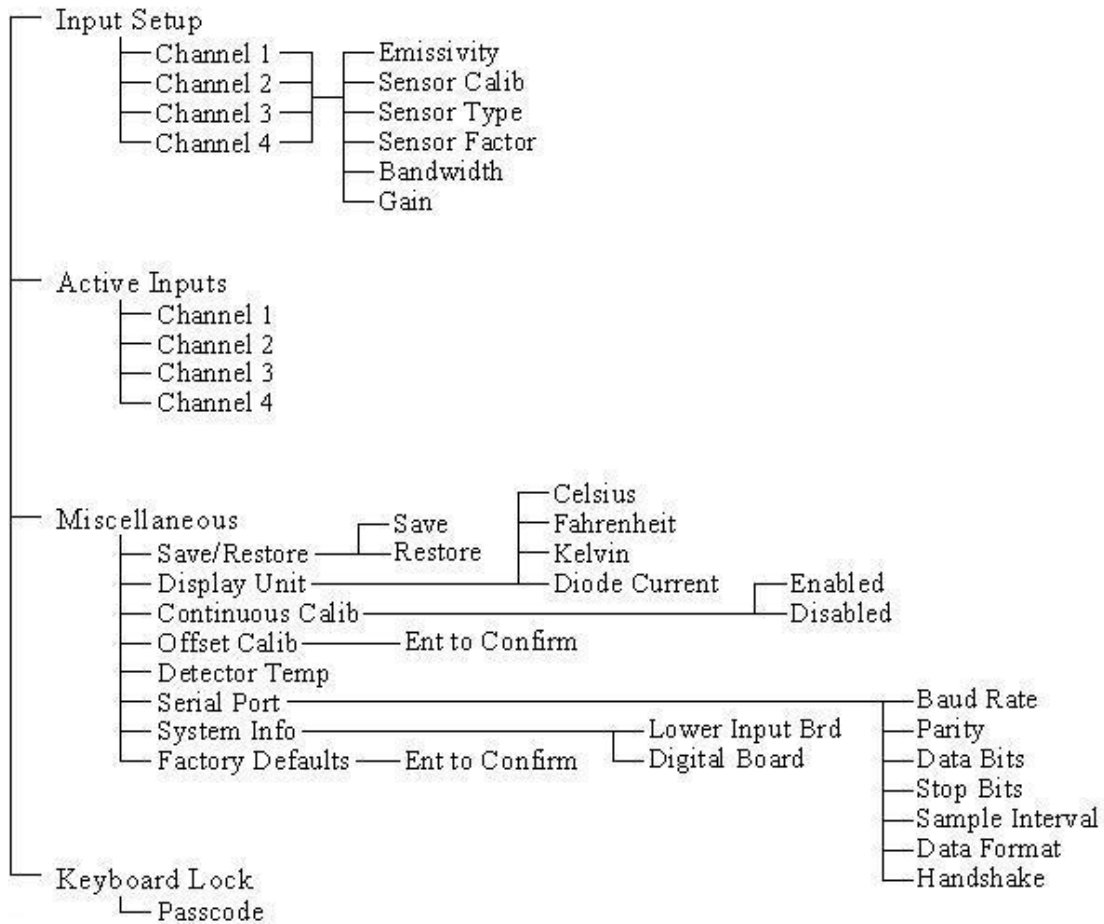 Input Setup
Channel 1
Channel 2
Channel 3
Channel 4
Emissivity
Sensor Calib
Sensor Type
Sensor Factor
Bandwidth
Gain
Active Inputs
Channel 1
Channel 2
Channel 3
Channel 4
Miscellaneous
Save/Restore
Save
Restore
Display Unit
Celsius
Fahrenheit
Kelvin
Diode Current
Continuous Calib
Enabled
Disabled
Offset Calib
Ent to Confirm
Detector Temp
Serial Port
Baud Rate
Parity
Data Bits
Stop Bits
Sample Interval
Data Format
Handshake
System Info
Lower Input Brd
Digital Board
Factory Defaults
Ent to Confirm
Keyboard Lock
Passcode